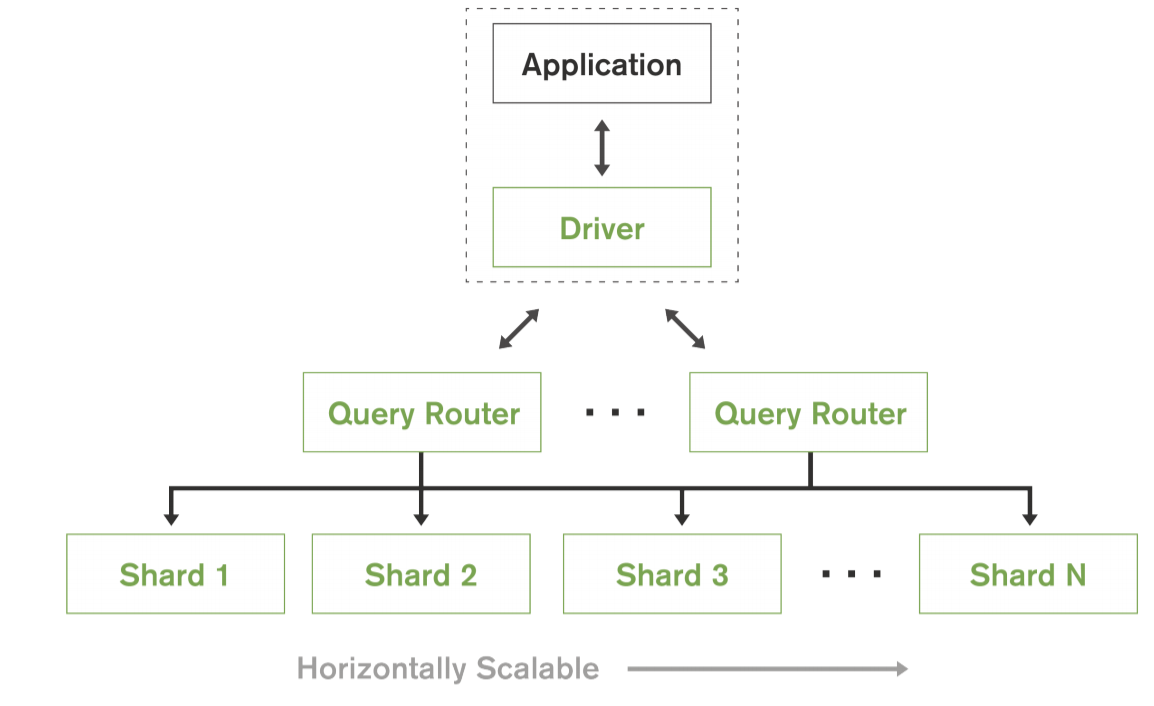 Application
Driver
Query Router
. . .
Query Router
Shard 1
Shard 2
Shard 3
. . .
Shard N
Horizontally Scalable